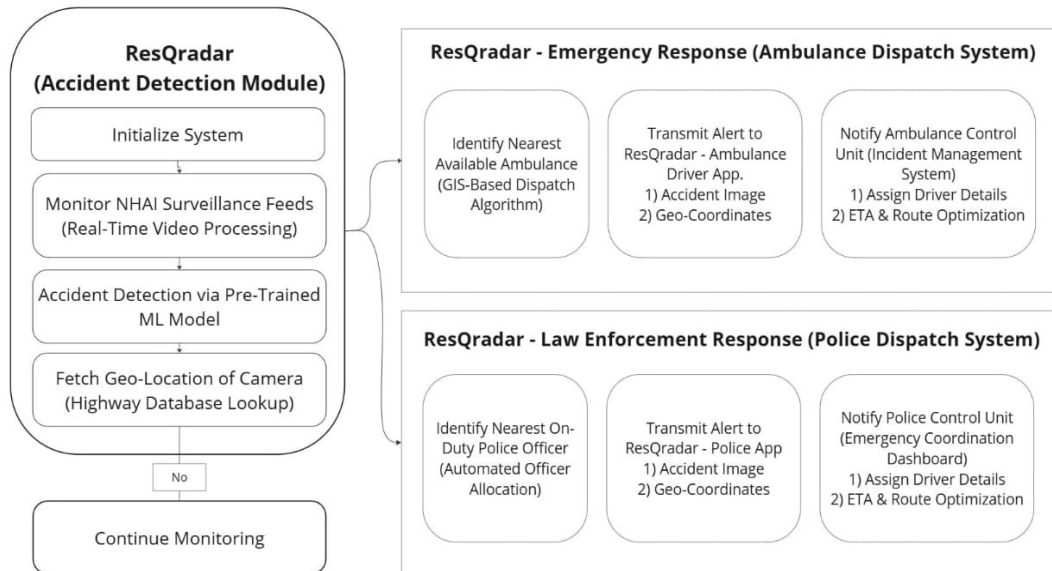 ResQradar
(Accident Detection Module)
Initialize System
Monitor NHAI Surveillance Feeds
(Real-Time Video Processing)
Accident Detection via Pre-Trained
ML Model
Fetch Geo-Location of Camera
(Highway Database Lookup)
No
Continue Monitoring
ResQradar - Emergency Response (Ambulance Dispatch System)
Identify Nearest
Available Ambulance
(GIS-Based Dispatch
Algorithm)
Transmit Alert to
ResQradar - Ambulance
Driver App.
1) Accident Image
2) Geo-Coordinates
Notify Ambulance Control
Unit (Incident Management
System)
1) Assign Driver Details
2) ETA & Route Optimization
ResQradar - Law Enforcement Response (Police Dispatch System)
Identify Nearest On-
Duty Police Officer
(Automated Officer
Allocation)
Transmit Alert to
ResQradar - Police App
1) Accident Image
2) Geo-Coordinates
Notify Police Control Unit
(Emergency Coordination
Dashboard)
1) Assign Driver Details
2) ETA & Route Optimization